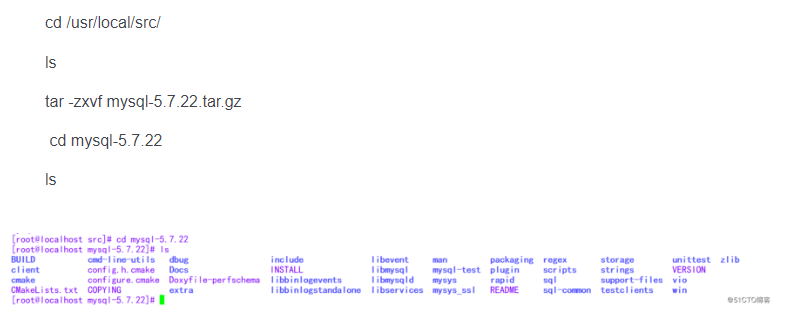 cd /usr/local/src/
ls
tar -zxvf mysql-5.7.22.tar.gz
cd mysql-5.7.22
ls
[root@localhost src]# cd mysql-5.7.22
[root@localhost mysql-5.7.22]# ls
BUILD cmd-line-utils dbug include libevent man packaging regex storage unittest zlib
client config.h.cmake Docs INSTALL libmysql mysql-test plugin scripts strings VERSION
cmake configure.cmake Doxyfile-perfschema libbinlogevents libmysqld mysys rapid sql support-files vio
CMakeLists.txt COPYING extra libbinlogstandalone libservices mysys_ssl README sql-common testclients win
[root@localhost mysql-5.7.22]#
@51CTO博客